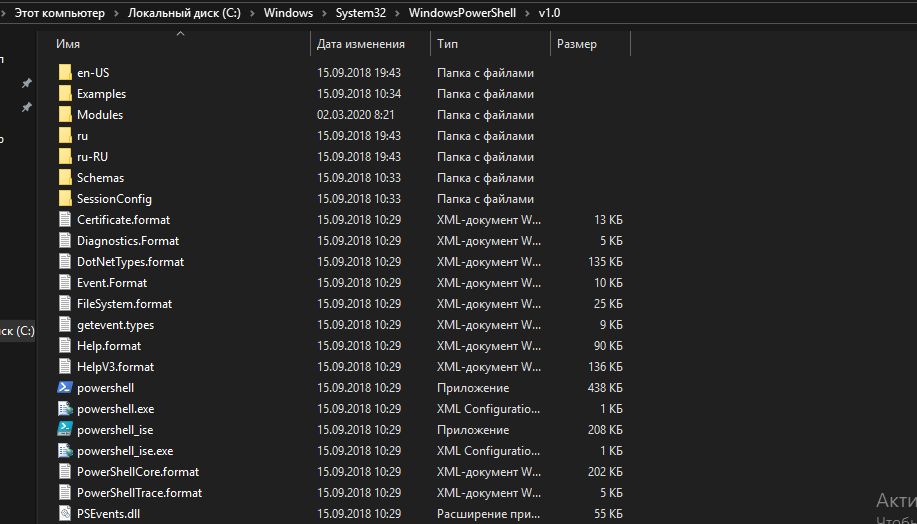 Этот компьютер > Локальный диск (C:) > Windows > System32 > WindowsPowerShell > v1.0
Имя Дата изменения Тип Размер
en-US 15.09.2018 19:43 Папка с файлами
Examples 15.09.2018 10:34 Папка с файлами
Modules 02.03.2020 8:21 Папка с файлами
ru 15.09.2018 19:43 Папка с файлами
ru-RU 15.09.2018 19:43 Папка с файлами
Schemas 15.09.2018 10:33 Папка с файлами
SessionConfig 15.09.2018 10:33 Папка с файлами
Certificate.format 15.09.2018 10:29 XML-документ W... 13 КБ
Diagnostics.Format 15.09.2018 10:29 XML-документ W... 5 КБ
DotNetTypes.format 15.09.2018 10:29 XML-документ W... 135 КБ
Event.Format 15.09.2018 10:29 XML-документ W... 10 КБ
FileSystem.format 15.09.2018 10:29 XML-документ W... 25 КБ
getevent.types 15.09.2018 10:29 XML-документ W... 9 КБ
Help.format 15.09.2018 10:29 XML-документ W... 90 КБ
ск (C:) HelpV3.format 15.09.2018 10:29 XML-документ W... 136 КБ
powershell 15.09.2018 10:29 Приложение 438 КБ
powershell.exe 15.09.2018 10:29 XML Configuratio... 1 КБ
powershell_ise 15.09.2018 10:29 Приложение 208 КБ
powershell_ise.exe 15.09.2018 10:29 XML Configuratio... 1 КБ
PowerShellCore.format 15.09.2018 10:29 XML-документ W... 202 КБ
PowerShellTrace.format 15.09.2018 10:29 XML-документ W... 5 КБ
Акти
PSEvents.dll 15.09.2018 10:29 Расширение при... 55 КБ